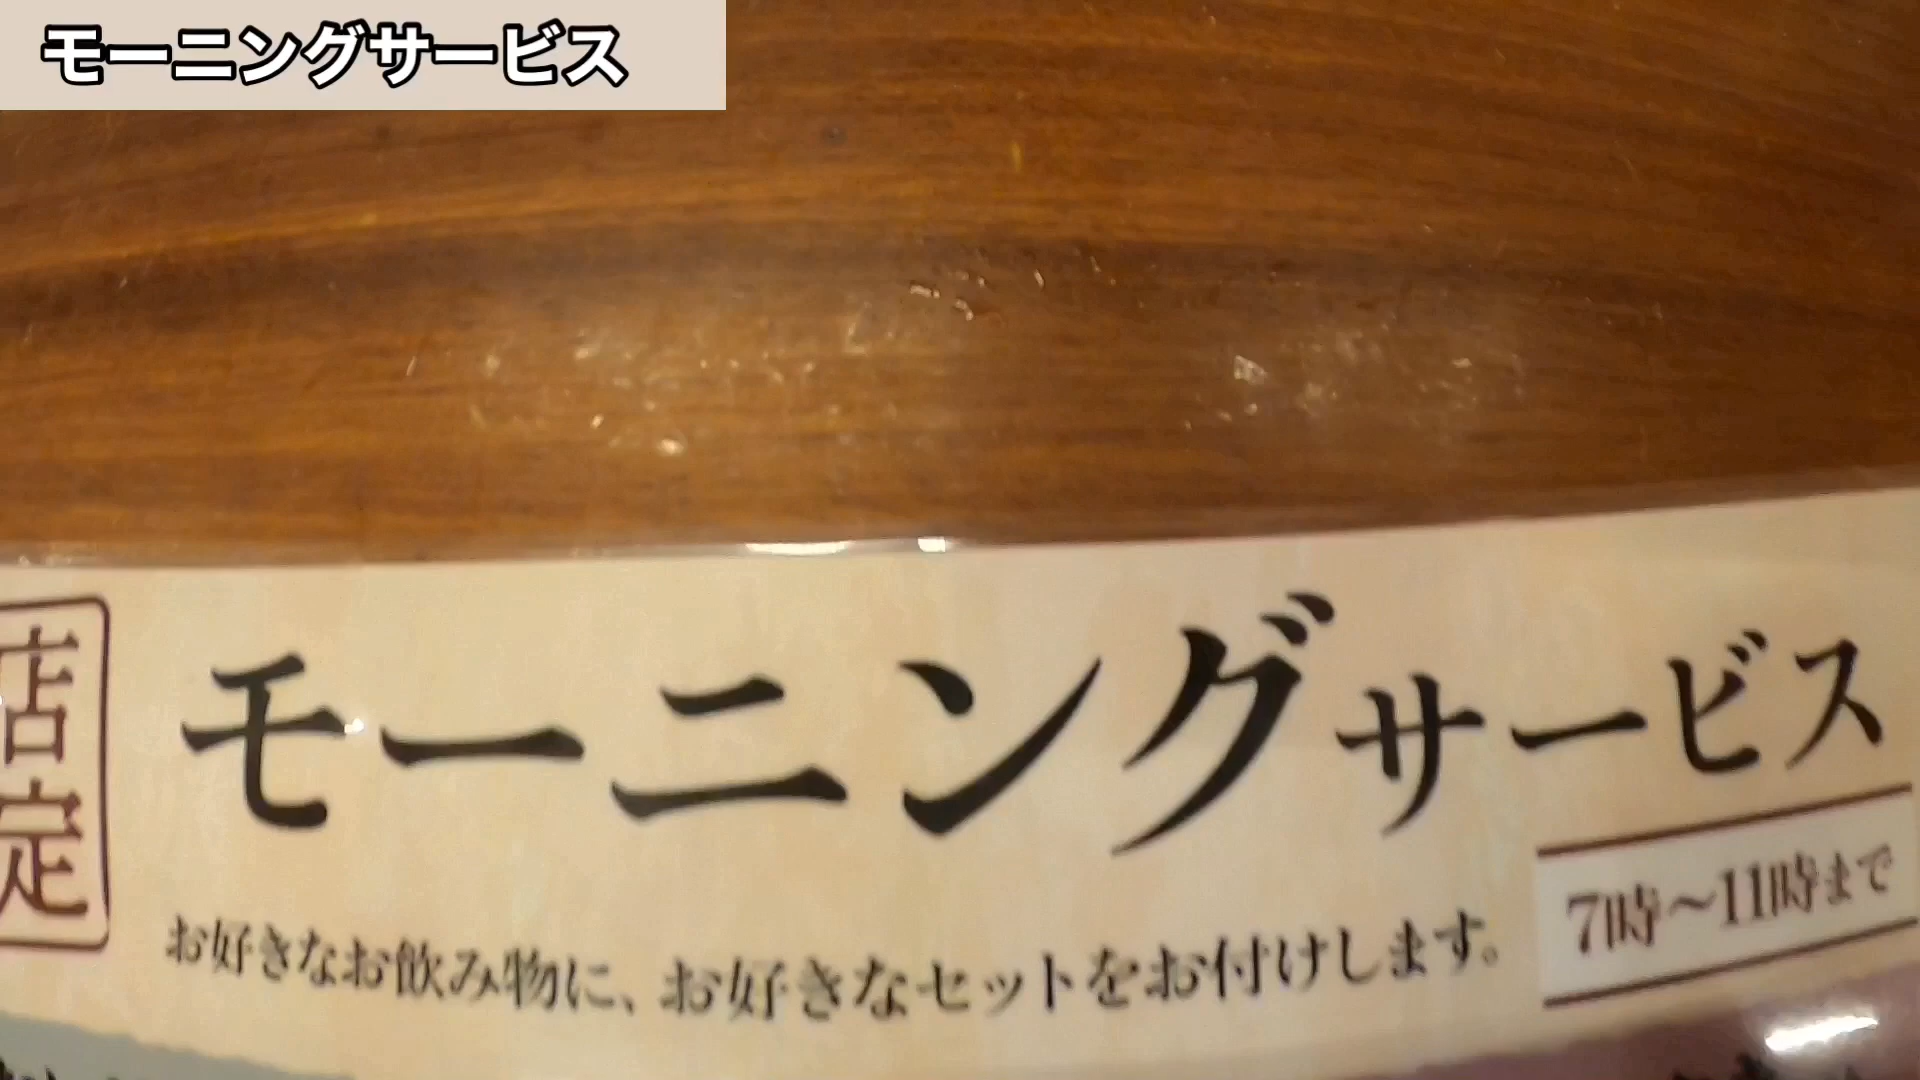 モーニングサービス
店定
モーニングサービス
7時～11時まで
お好きなお飲み物に、お好きなセットをお付けします。